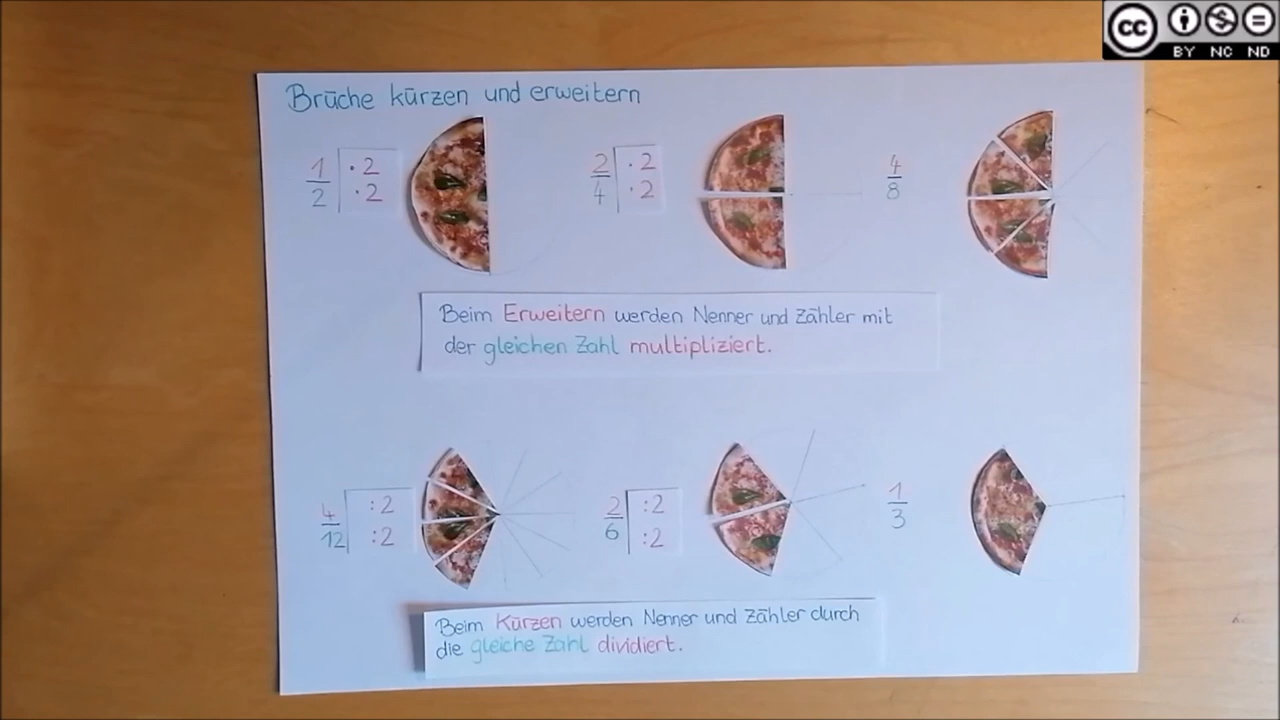 CC BY NC ND
Brüche kürzen und erweitern
1/2 | ·2 ·2
2/4 | ·2 ·2
4/8
Beim Erweitern werden Nenner und Zähler mit
der gleichen Zahl multipliziert.
4/12 | :2 :2
2/6 | :2 :2
1/3
Beim Kürzen werden Nenner und Zähler durch
die gleiche Zahl dividiert.